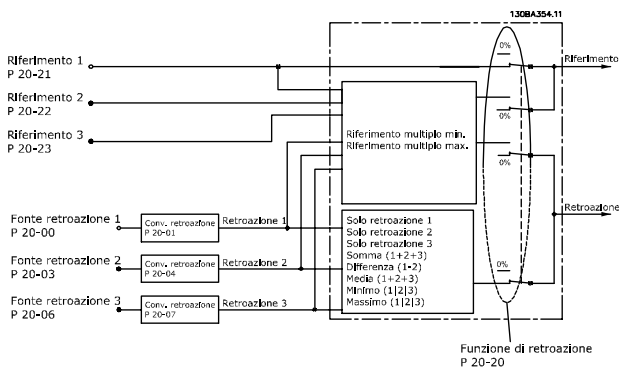 130BA354.11
0%
Riferimento 1
P 20-21
Riferimento
Riferimento 2
P 20-22
0%
Riferimento 3
P 20-23
Riferimento multiplo min.
Riferimento multiplo max.
0%
Retroazione
Fonte retroazione 1
P 20-00
Conv. retroazione
P 20-01
Retroazione 1
Fonte retroazione 2
P 20-03
Conv. retroazione
P 20-04
Retroazione 2
Fonte retroazione 3
P 20-06
Conv. retroazione
P 20-07
Retroazione 3
Solo retroazione 1
Solo retroazione 2
Solo retroazione 3
Somma (1+2+3)
Differenza (1-2)
Media (1+2+3)
Minimo (1|2|3)
Massimo (1|2|3)
0%
Funzione di retroazione
P 20-20